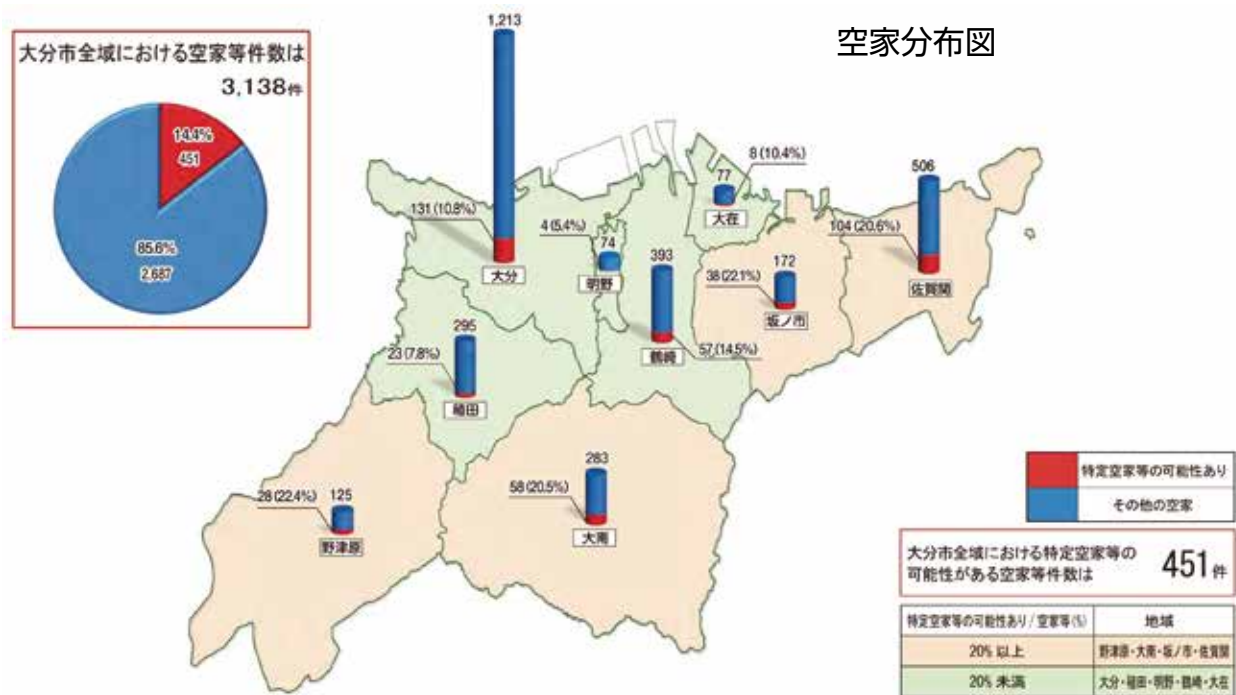 空家分布図
大分市全域における空家等件数は
3,138件
14.4%
451
85.6%
2,687
1,213
131(10.8%)
大分
4(5.4%)
74
明野
8(10.4%)
77
大在
393
57(14.5%)
鶴崎
172
38(22.1%)
坂ノ市
506
104(20.6%)
佐賀関
295
23(7.8%)
稙田
283
58(20.5%)
大南
125
28(22.4%)
野津原
特定空家等の可能性あり
その他の空家
大分市全域における特定空家等の
可能性がある空家等件数は
451件
特定空家等の可能性あり/空家等(%) 地域
20%以上 野津原・大南・坂ノ市・佐賀関
20%未満 大分・稙田・明野・鶴崎・大在